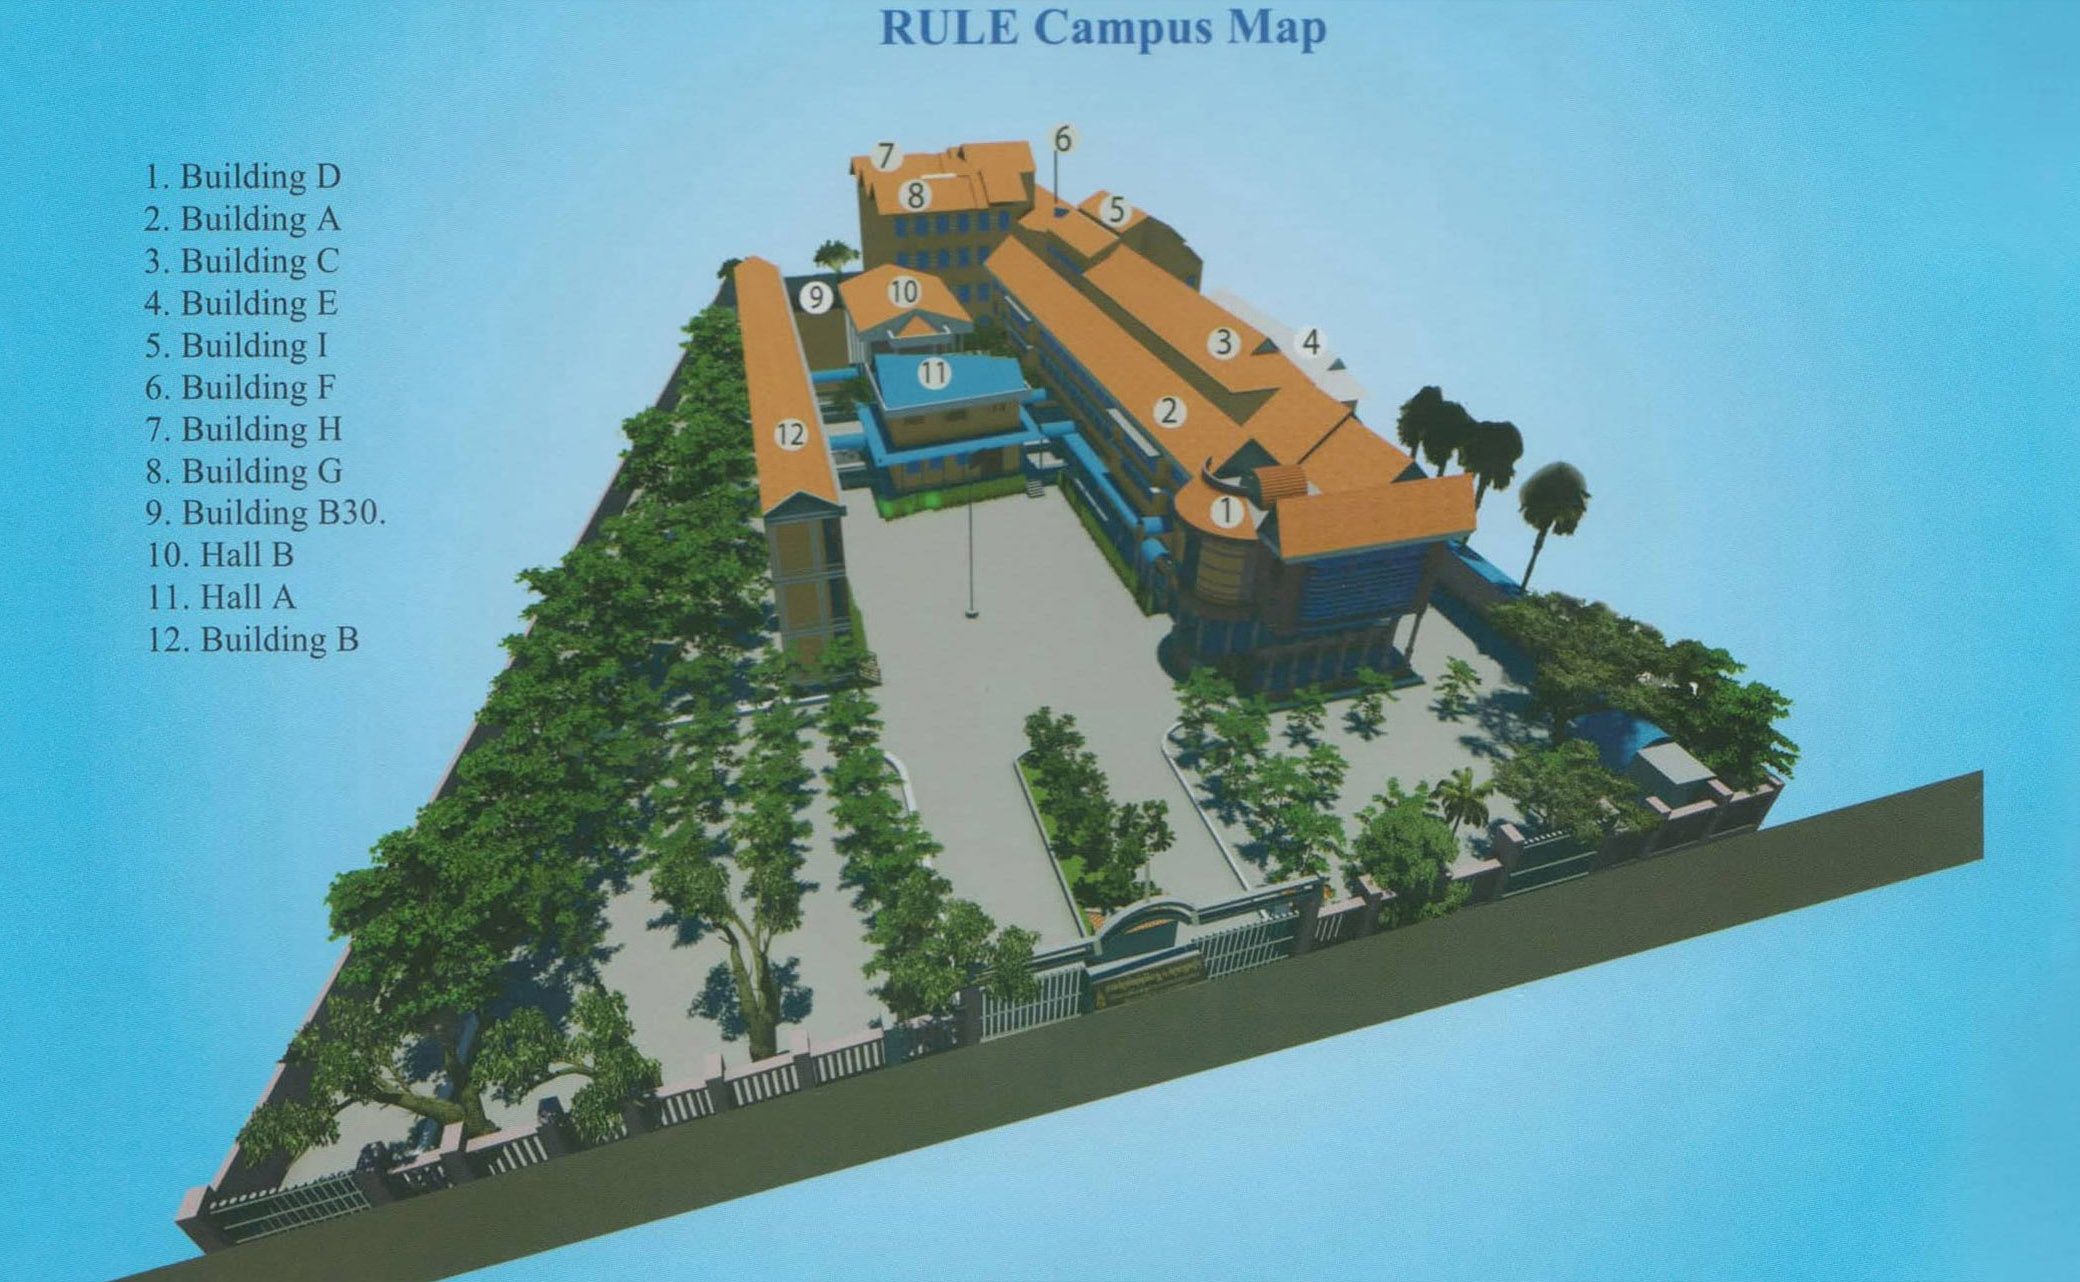 RULE Campus Map
1. Building D
2. Building A
3. Building C
4. Building E
5. Building I
6. Building F
7. Building H
8. Building G
9. Building B30.
10. Hall B
11. Hall A
12. Building B
6
7
8
5
9
10
3
4
11
2
12
1